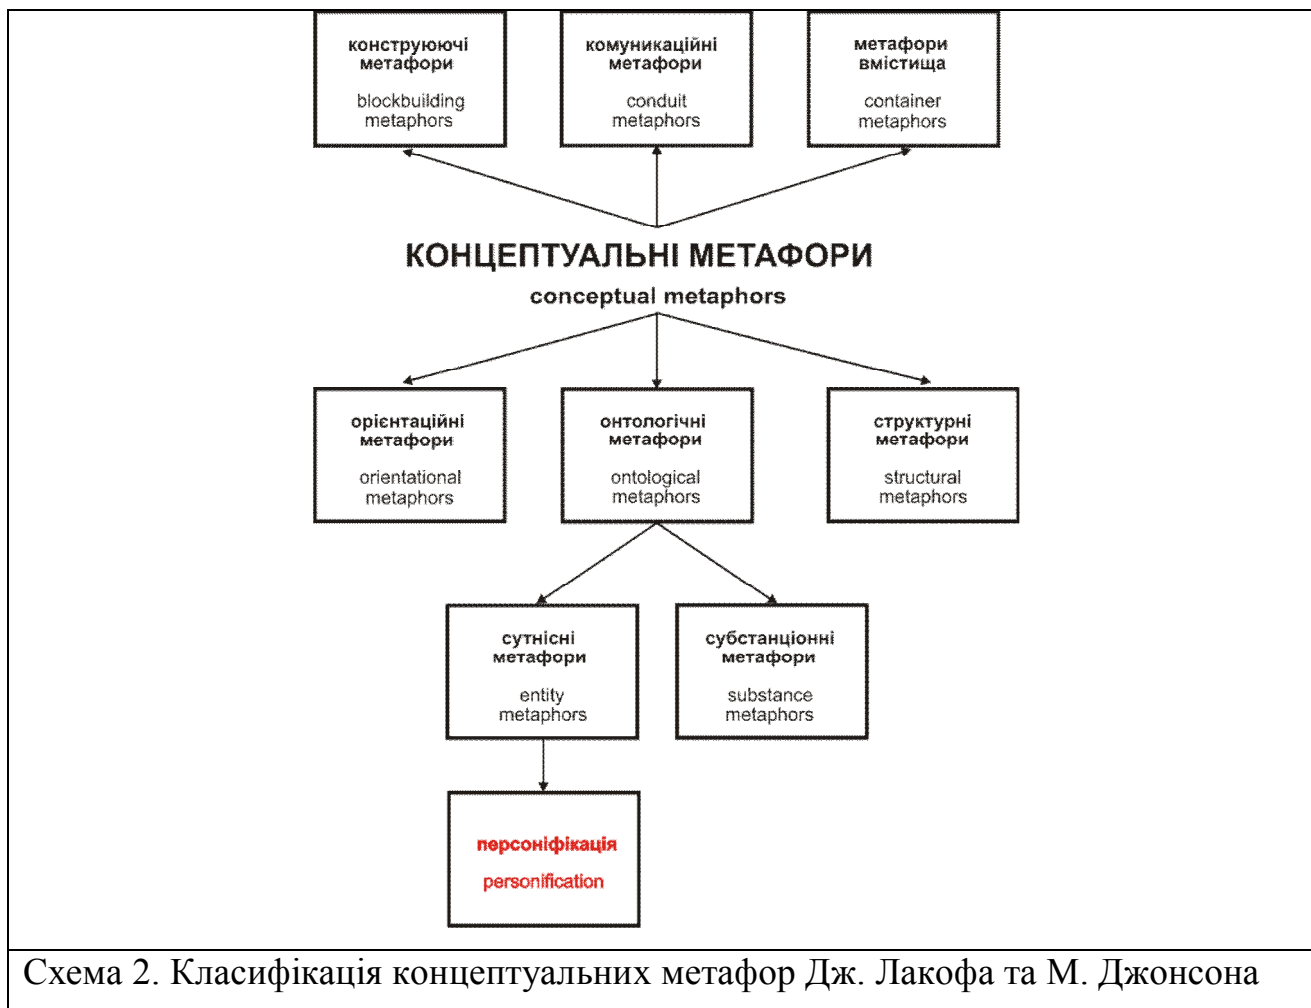 конструюючі
метафори
blockbuilding
metaphors
комуникаційні
метафори
conduit
metaphors
метафори
вмістища
container
metaphors
КОНЦЕПТУАЛЬНІ МЕТАФОРИ
conceptual metaphors
орієнтаційні
метафори
orientational
metaphors
онтологічні
метафори
ontological
metaphors
структурні
метафори
structural
metaphors
сутнісні
метафори
entity
metaphors
субстанціонні
метафори
substance
metaphors
персоніфікація
personification
Схема 2. Класифікація концептуальних метафор Дж. Лакофа та М. Джонсона